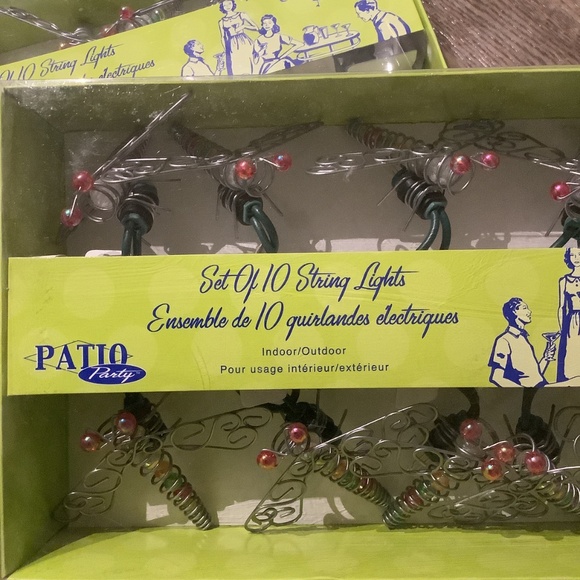 Of 10 String Lights
électriques
Set Of 10 String Lights
Ensemble de 10 quirlandes électriques
Indoor/Outdoor
Pour usage intérieur/extérieur
PATIO
Party